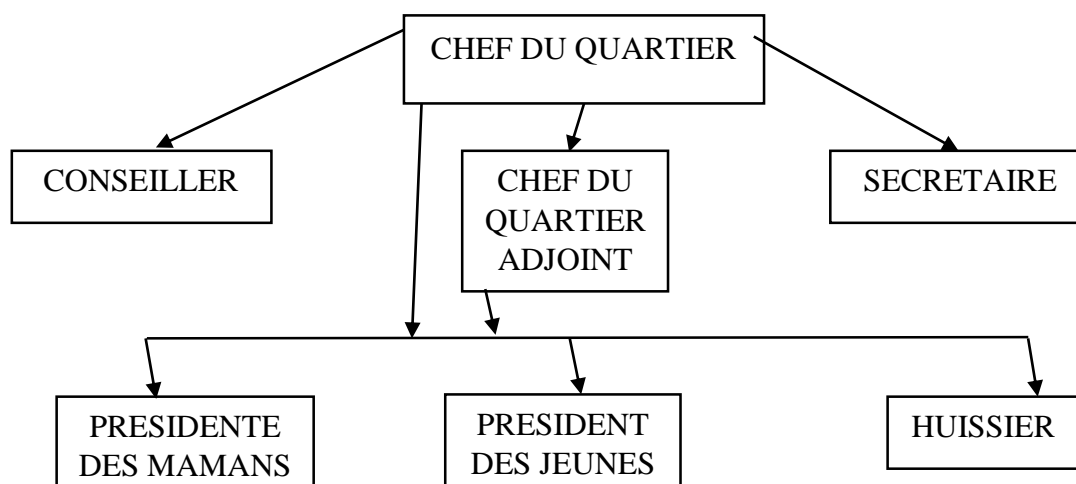 CHEF DU QUARTIER
CONSEILLER
CHEF DU
QUARTIER
ADJOINT
SECRETAIRE
PRESIDENTE
DES MAMANS
PRESIDENT
DES JEUNES
HUISSIER